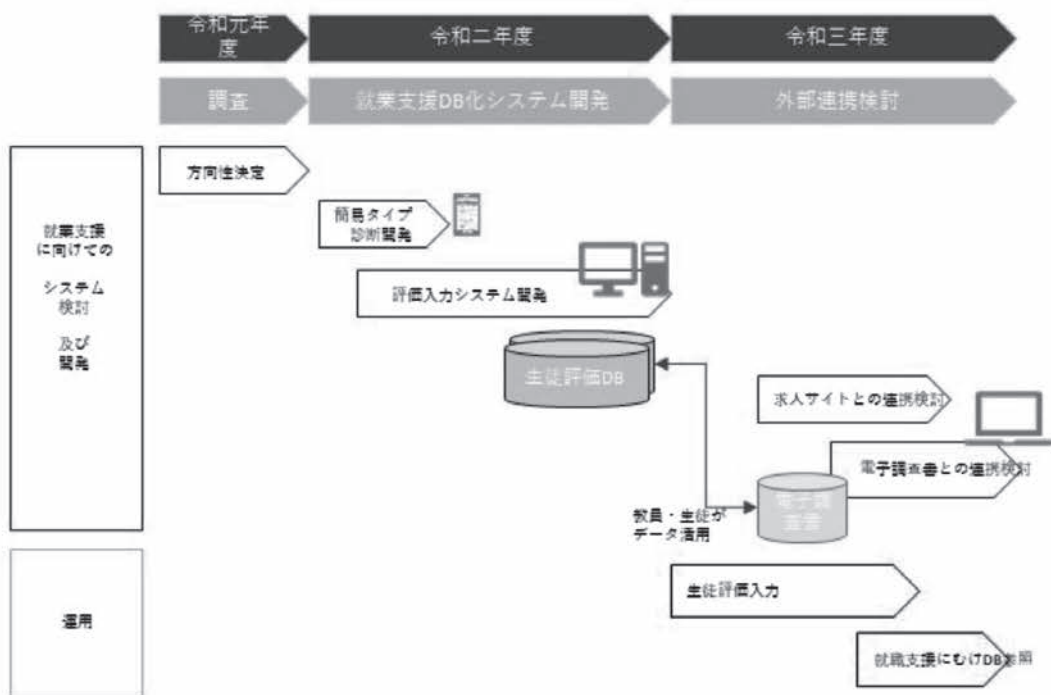 令和元年
度
令和二年度
令和三年度
調査
就業支援DB化システム開発
外部連携検討
就業支援
に向けての
システム
検討
及び
開発
方向性決定
簡易タイプ
診断開発
評価入力システム開発
生徒評価DB
求人サイトとの連携検討
電子調査書との連携検討
電子調
査書
教員・生徒が
データ活用
運用
生徒評価入力
就職支援にむけDB参照